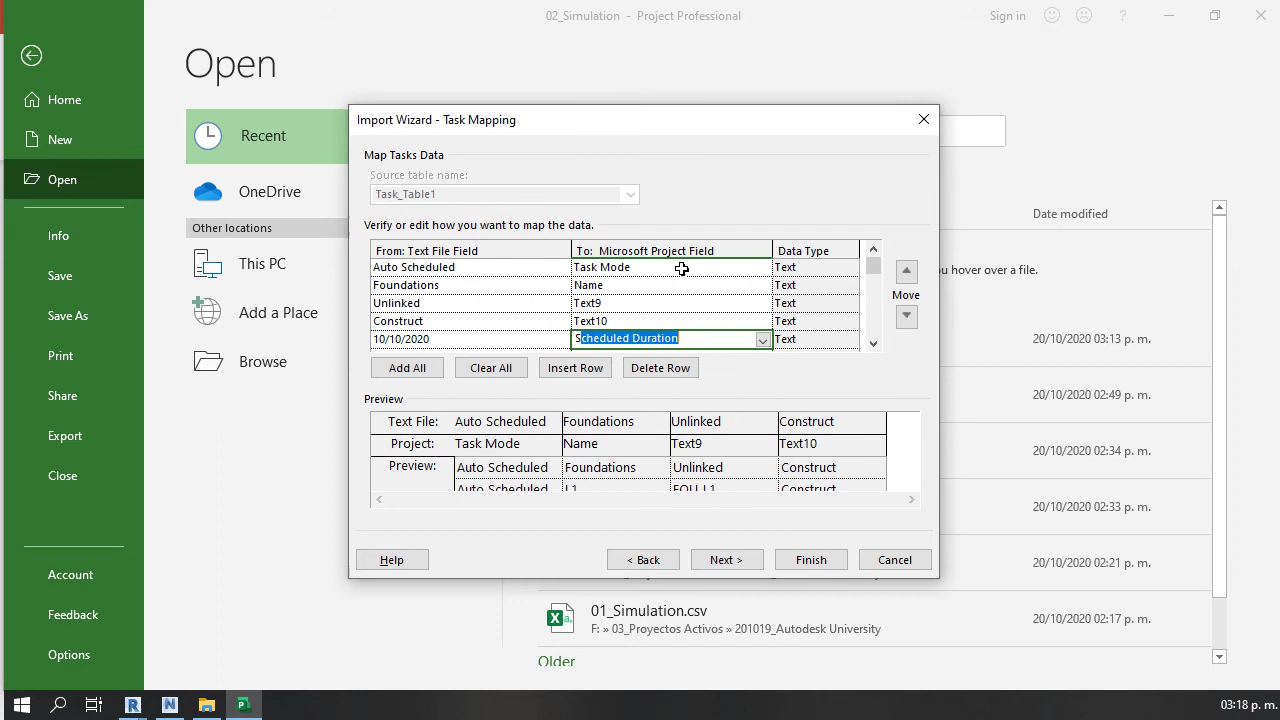 02_Simulation - Project Professional
Sign in
?
Open
Home
New
Open
Info
Save
Save As
Print
Share
Export
Close
Account
Feedback
Options
Recent
OneDrive
Other locations
This PC
Add a Place
Browse
Import Wizard - Task Mapping
Map Tasks Data
Source table name:
Task_Table1
Verify or edit how you want to map the data.
From: Text File Field To: Microsoft Project Field Data Type
Auto Scheduled Task Mode Text
Foundations Name Text
Unlinked Text9 Text
Construct Text10 Text
10/10/2020 Scheduled Duration Text
Move
Add All Clear All Insert Row Delete Row
Preview
Text File: Auto Scheduled Foundations Unlinked Construct
Project: Task Mode Name Text9 Text10
Preview: Auto Scheduled Foundations Unlinked Construct
Auto Scheduled L1 FOU_L1 Construct
Help < Back Next > Finish Cancel
Date modified
u hover over a file.
20/10/2020 03:13 p. m.
20/10/2020 02:49 p. m.
20/10/2020 02:34 p. m.
20/10/2020 02:33 p. m.
20/10/2020 02:21 p. m.
01_Simulation.csv
F: » 03_Proyectos Activos » 201019_Autodesk University
20/10/2020 02:17 p. m.
Older
03:18 p. m.